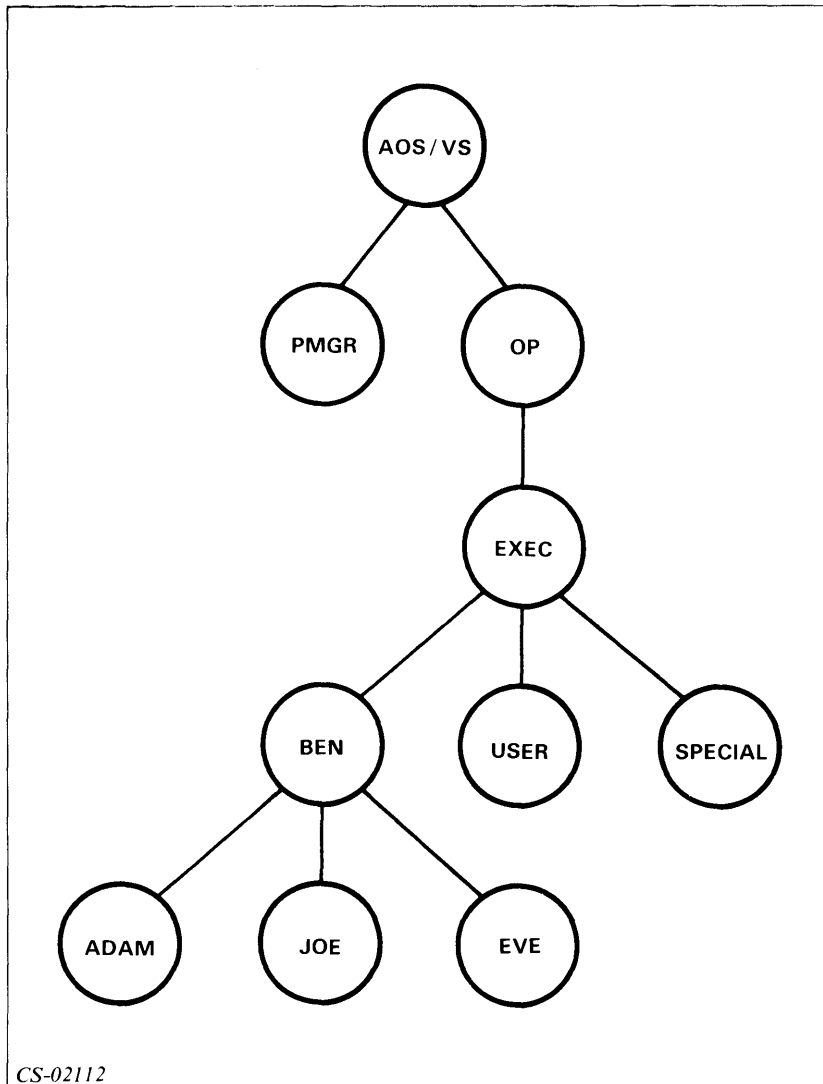 AOS/VS
PMGR
OP
EXEC
BEN
USER
SPECIAL
ADAM
JOE
EVE
CS-02112